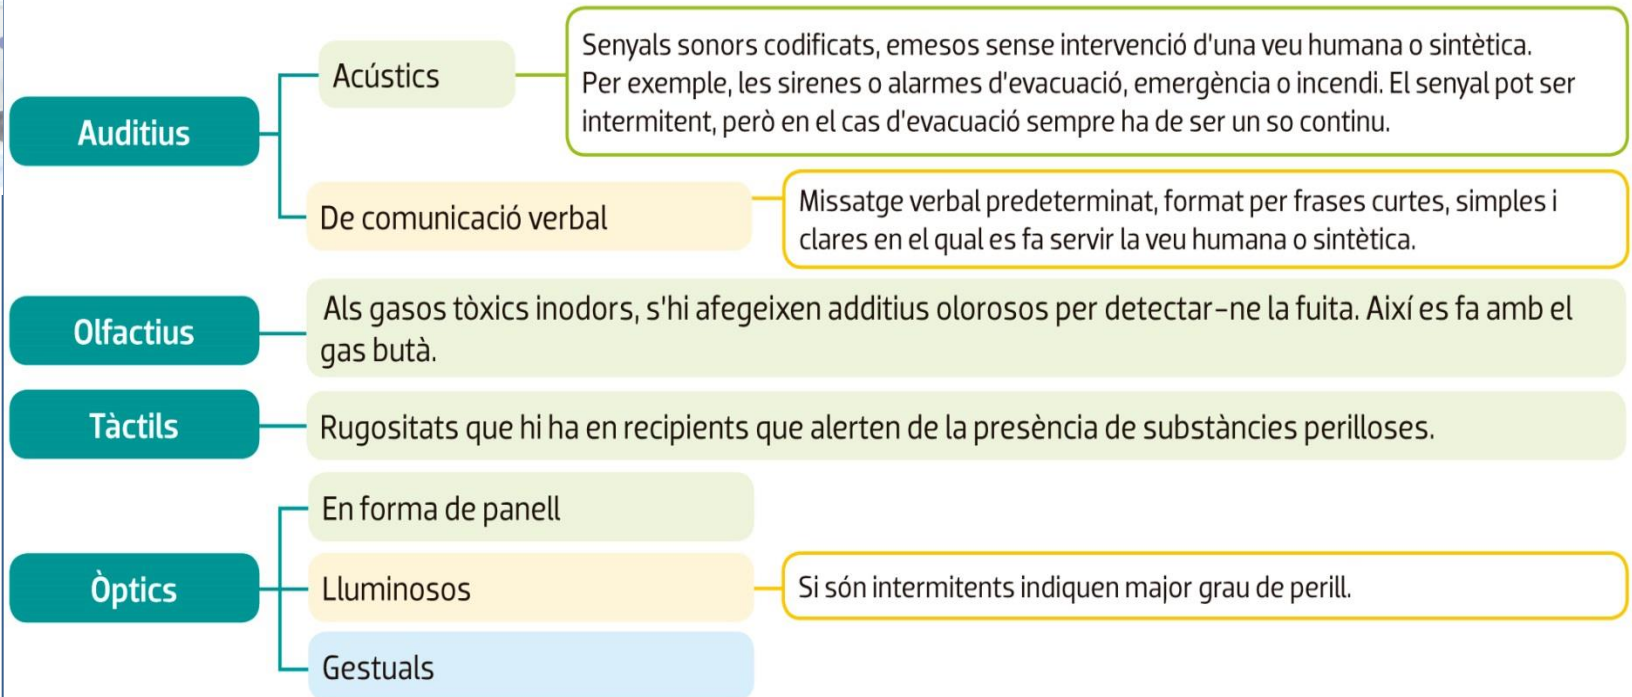 Auditius
Acústics
Senyals sonors codificats, emesos sense intervenció d'una veu humana o sintètica.
Per exemple, les sirenes o alarmes d'evacuació, emergència o incendi. El senyal pot ser
intermitent, però en el cas d'evacuació sempre ha de ser un so continu.
De comunicació verbal
Missatge verbal predeterminat, format per frases curtes, simples i
clares en el qual es fa servir la veu humana o sintètica.
Olfactius
Als gasos tòxics inodors, s'hi afegeixen additius olorosos per detectar-ne la fuita. Així es fa amb el
gas butà.
Tàctils
Rugositats que hi ha en recipients que alerten de la presència de substàncies perilloses.
Òptics
En forma de panell
Lluminosos
Si són intermitents indiquen major grau de perill.
Gestuals